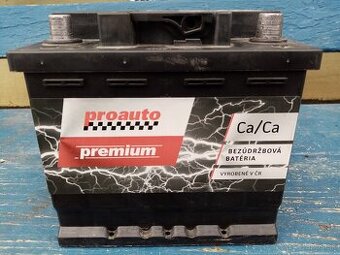 proauto
premium
Ca/Ca
BEZÚDRŽBOVÁ
BATÉRIA
VYROBENÉ V ČR